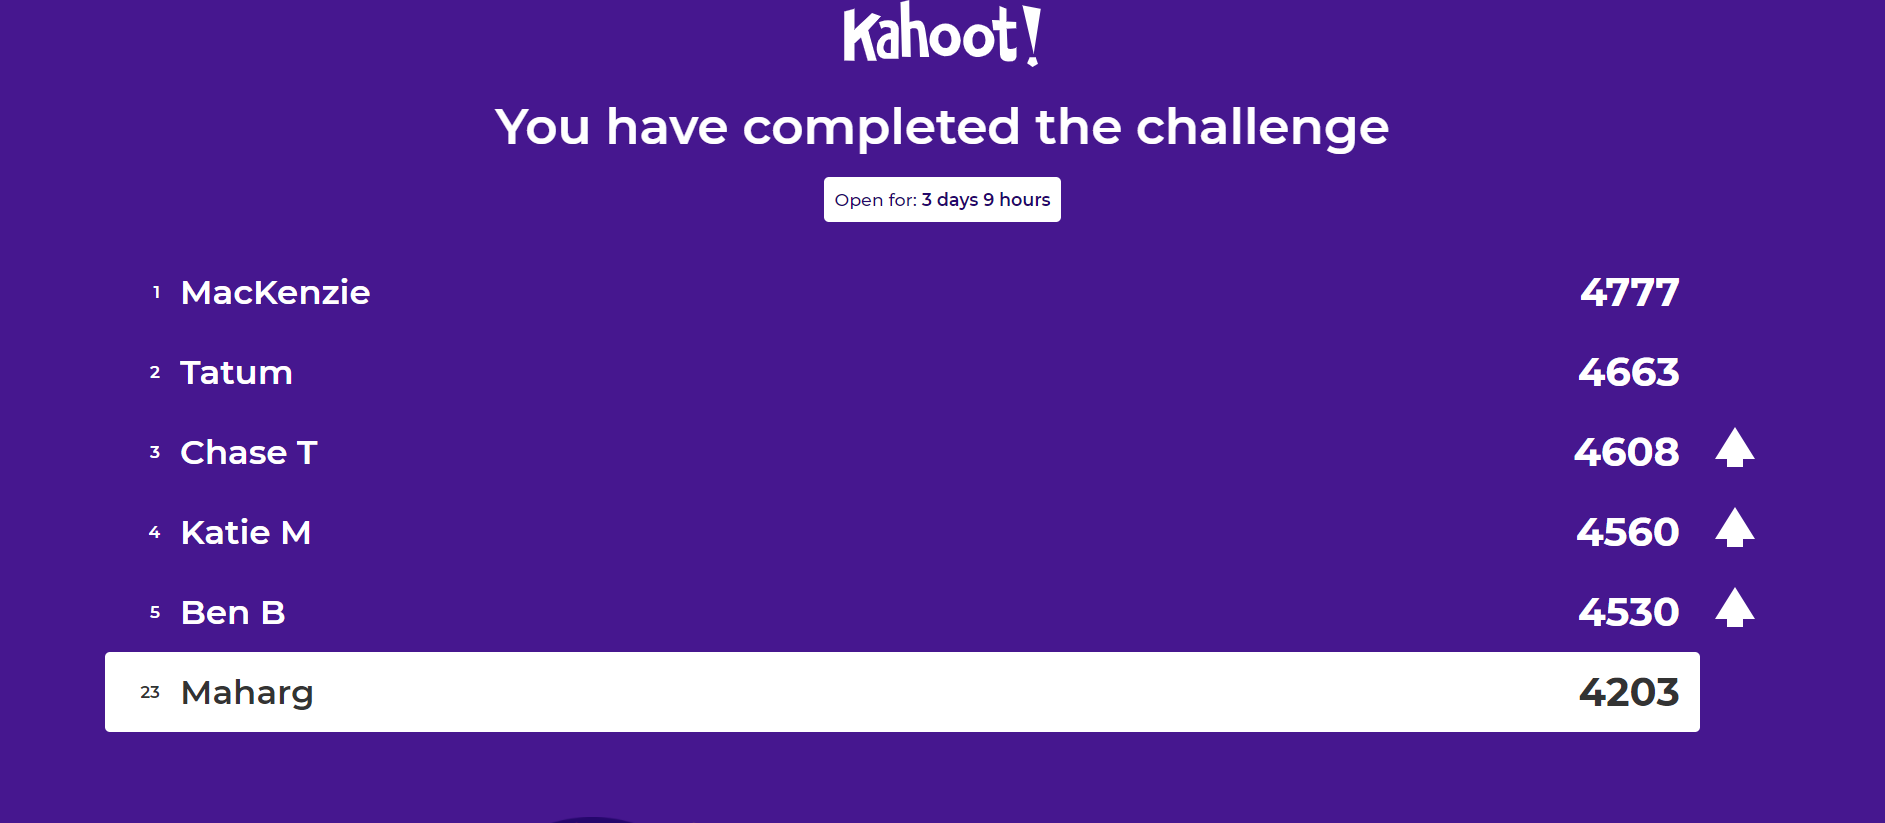 Kahoot!
You have completed the challenge
Open for: 3 days 9 hours
1 MacKenzie 4777
2 Tatum 4663
3 Chase T 4608
4 Katie M 4560
5 Ben B 4530
23 Maharg 4203